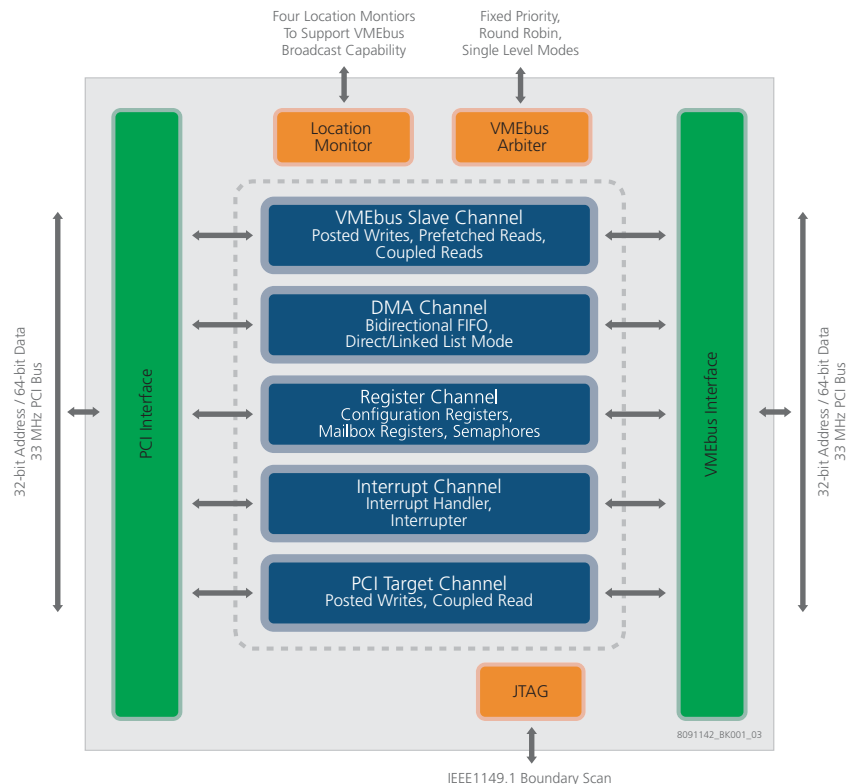 Four Location Montiors
To Support VMEbus
Broadcast Capability
Fixed Priority,
Round Robin,
Single Level Modes
Location
Monitor
VMEbus
Arbiter
32-bit Address / 64-bit Data
33 MHz PCI Bus
PCI Interface
VMEbus Slave Channel
Posted Writes, Prefetched Reads,
Coupled Reads
DMA Channel
Bidirectional FIFO,
Direct/Linked List Mode
Register Channel
Configuration Registers,
Mailbox Registers, Semaphores
Interrupt Channel
Interrupt Handler,
Interrupter
PCI Target Channel
Posted Writes, Coupled Read
VMEbus Interface
32-bit Address / 64-bit Data
33 MHz PCI Bus
JTAG
8091142_BK001_03
IEEE1149.1 Boundary Scan